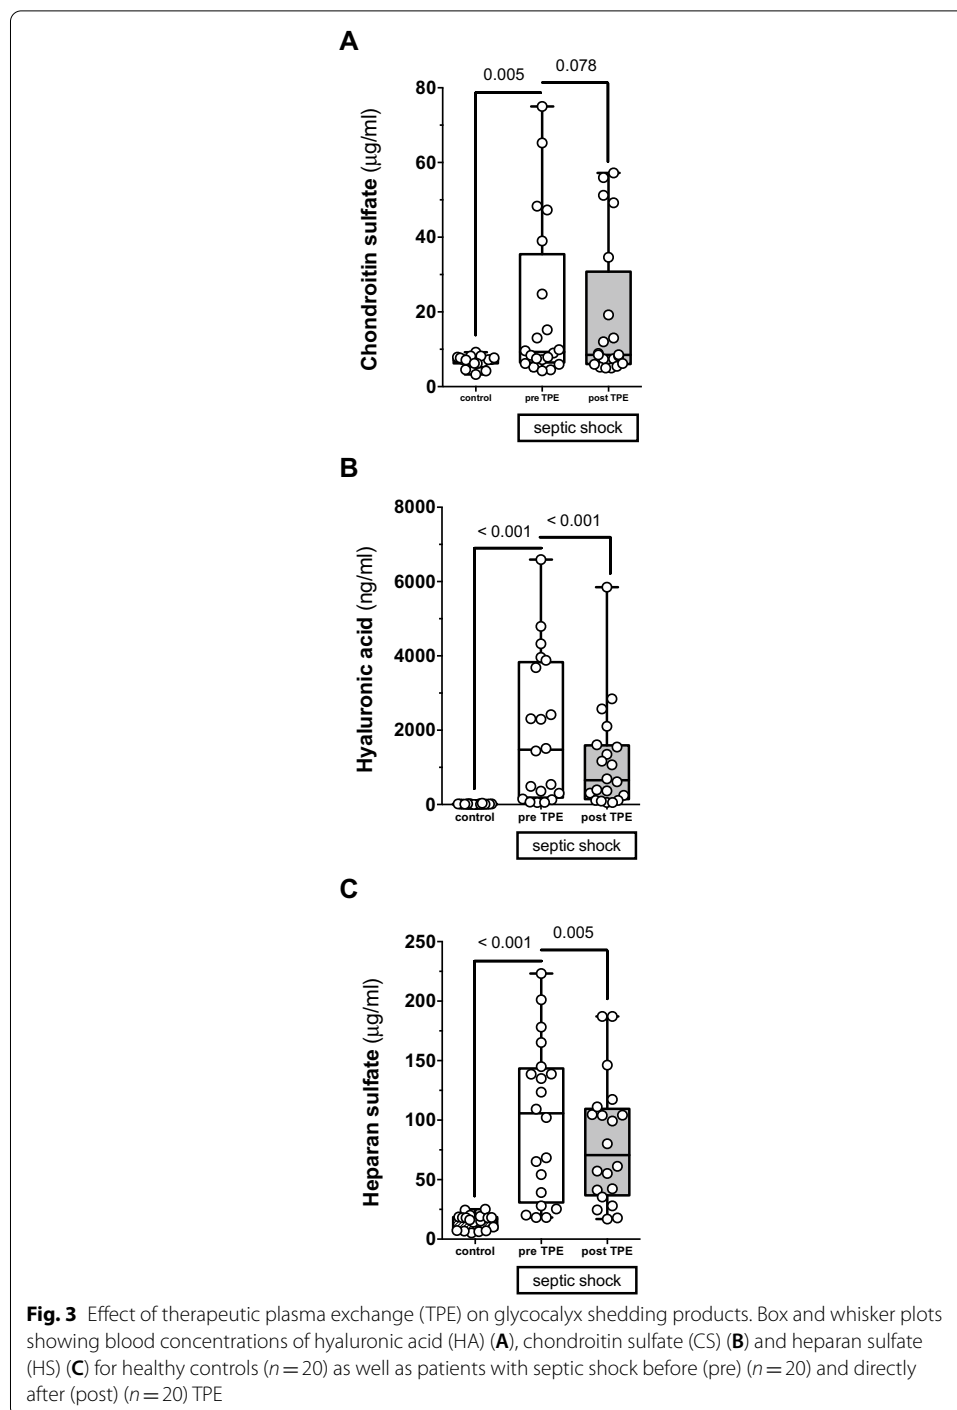 A
0.005
0.078
80
60
40
20
0
Chondroitin sulfate (µg/ml)
control
pre TPE
post TPE
septic shock
B
< 0.001
< 0.001
8000
6000
4000
2000
0
Hyaluronic acid (ng/ml)
control
pre TPE
post TPE
septic shock
C
< 0.001
0.005
250
200
150
100
50
0
Heparan sulfate (µg/ml)
control
pre TPE
post TPE
septic shock
Fig. 3 Effect of therapeutic plasma exchange (TPE) on glycocalyx shedding products. Box and whisker plots
showing blood concentrations of hyaluronic acid (HA) (A), chondroitin sulfate (CS) (B) and heparan sulfate
(HS) (C) for healthy controls (n = 20) as well as patients with septic shock before (pre) (n = 20) and directly
after (post) (n = 20) TPE